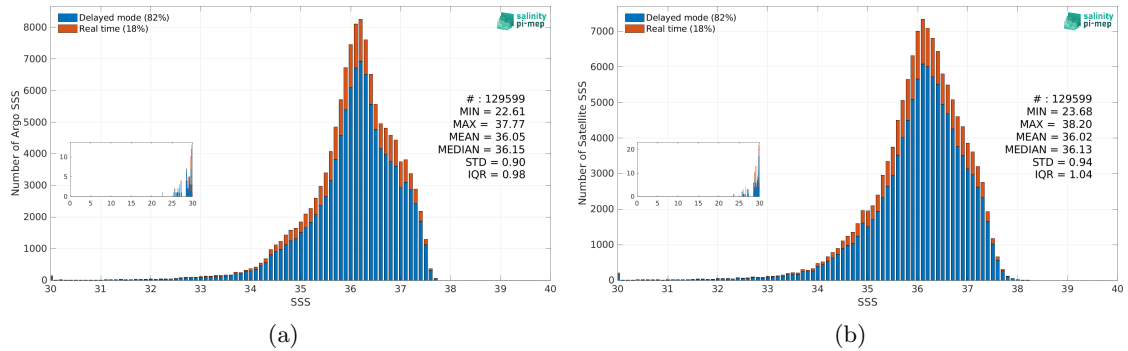 Delayed mode (82%)
Real time (18%)
salinity
pi-mep
8000
7000
6000
5000
4000
3000
2000
1000
0
Number of Argo SSS
# : 129599
MIN = 22.61
MAX = 37.77
MEAN = 36.05
MEDIAN = 36.15
STD = 0.90
IQR = 0.98
10
5
0
0 5 10 15 20 25 30
30 31 32 33 34 35 36 37 38 39 40
SSS
(a)
Delayed mode (82%)
Real time (18%)
salinity
pi-mep
7000
6000
5000
4000
3000
2000
1000
0
Number of Satellite SSS
# : 129599
MIN = 23.68
MAX = 38.20
MEAN = 36.02
MEDIAN = 36.13
STD = 0.94
IQR = 1.04
20
10
0
0 5 10 15 20 25 30
30 31 32 33 34 35 36 37 38 39 40
SSS
(b)